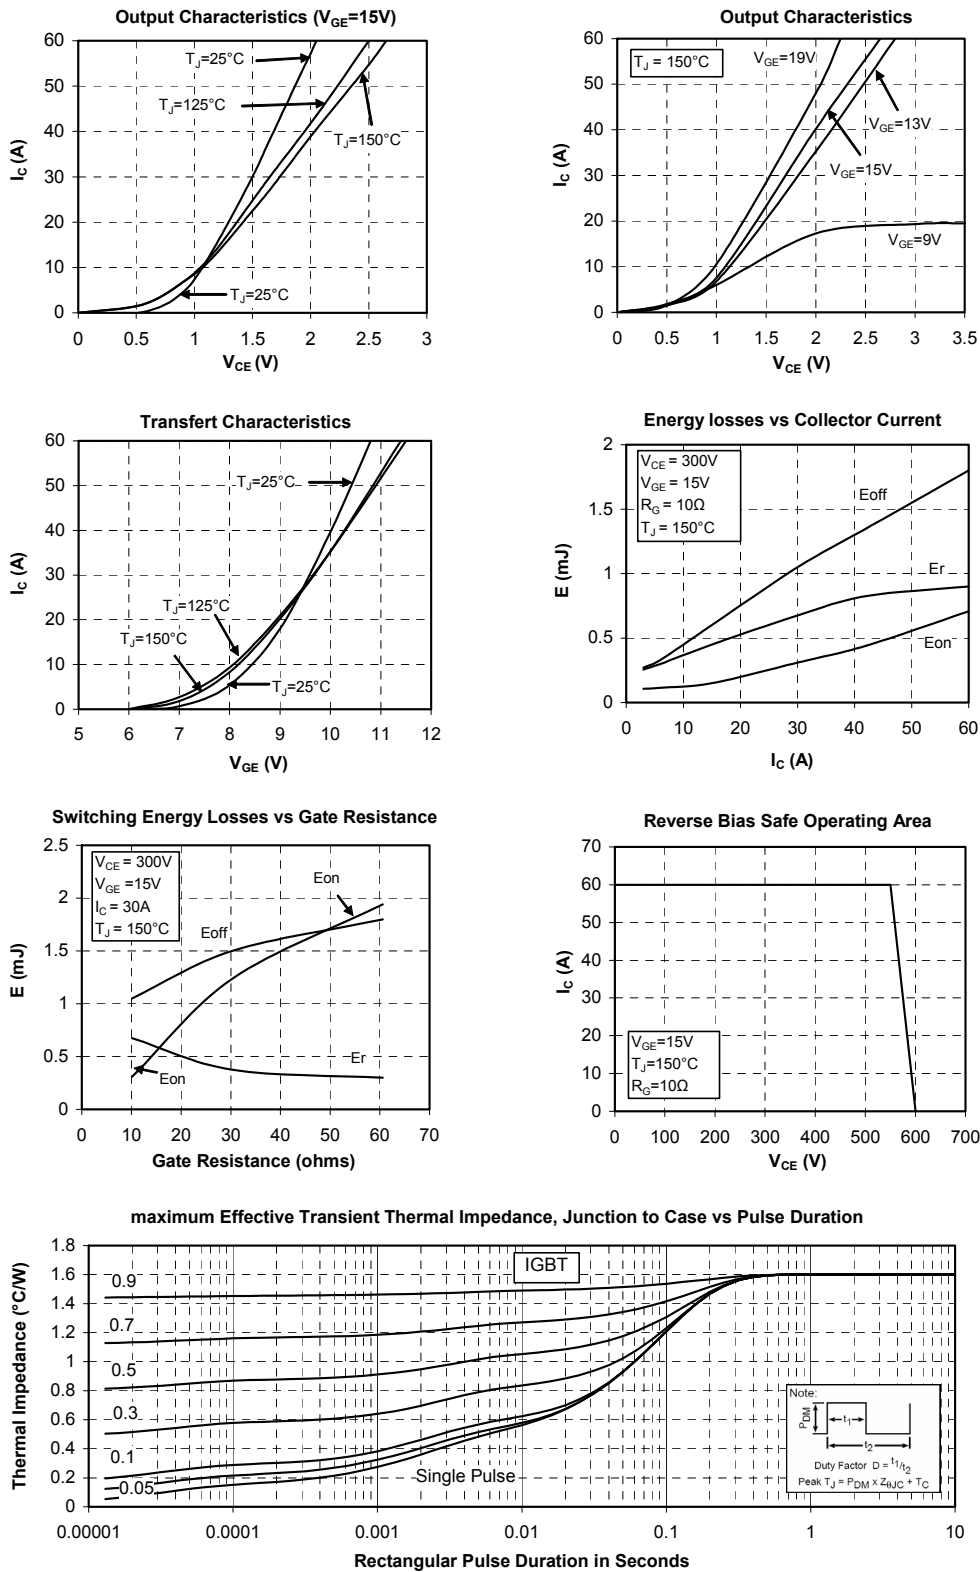 Output Characteristics (VGE=15V)
60
50
40
30
20
10
0
TJ=25°C
TJ=125°C
TJ=150°C
TJ=25°C
0 0.5 1 1.5 2 2.5 3
VCE (V)
IC (A)
Output Characteristics
60
50
40
30
20
10
0
TJ = 150°C
VGE=19V
VGE=13V
VGE=15V
VGE=9V
0 0.5 1 1.5 2 2.5 3 3.5
VCE (V)
IC (A)
Transfert Characteristics
60
50
40
30
20
10
0
TJ=25°C
TJ=125°C
TJ=150°C
TJ=25°C
5 6 7 8 9 10 11 12
VGE (V)
IC (A)
Energy losses vs Collector Current
2
1.5
1
0.5
0
VCE = 300V
VGE = 15V
RG = 10Ω
TJ = 150°C
Eoff
Er
Eon
0 10 20 30 40 50 60
IC (A)
E (mJ)
Switching Energy Losses vs Gate Resistance
2.5
2
1.5
1
0.5
0
VCE = 300V
VGE =15V
IC = 30A
TJ = 150°C
Eon
Eoff
Er
Eon
0 10 20 30 40 50 60 70
Gate Resistance (ohms)
E (mJ)
Reverse Bias Safe Operating Area
70
60
50
40
30
20
10
0
VGE=15V
TJ=150°C
RG=10Ω
0 100 200 300 400 500 600 700
VCE (V)
IC (A)
maximum Effective Transient Thermal Impedance, Junction to Case vs Pulse Duration
1.8
1.6
1.4
1.2
1
0.8
0.6
0.4
0.2
0
IGBT
0.9
0.7
0.5
0.3
0.1
0.05
Single Pulse
Note:
PDM
t1
t2
Duty Factor D = t1/t2
Peak TJ = PDM x ZθJC + TC
0.00001 0.0001 0.001 0.01 0.1 1 10
Rectangular Pulse Duration in Seconds
Thermal Impedance (°C/W)